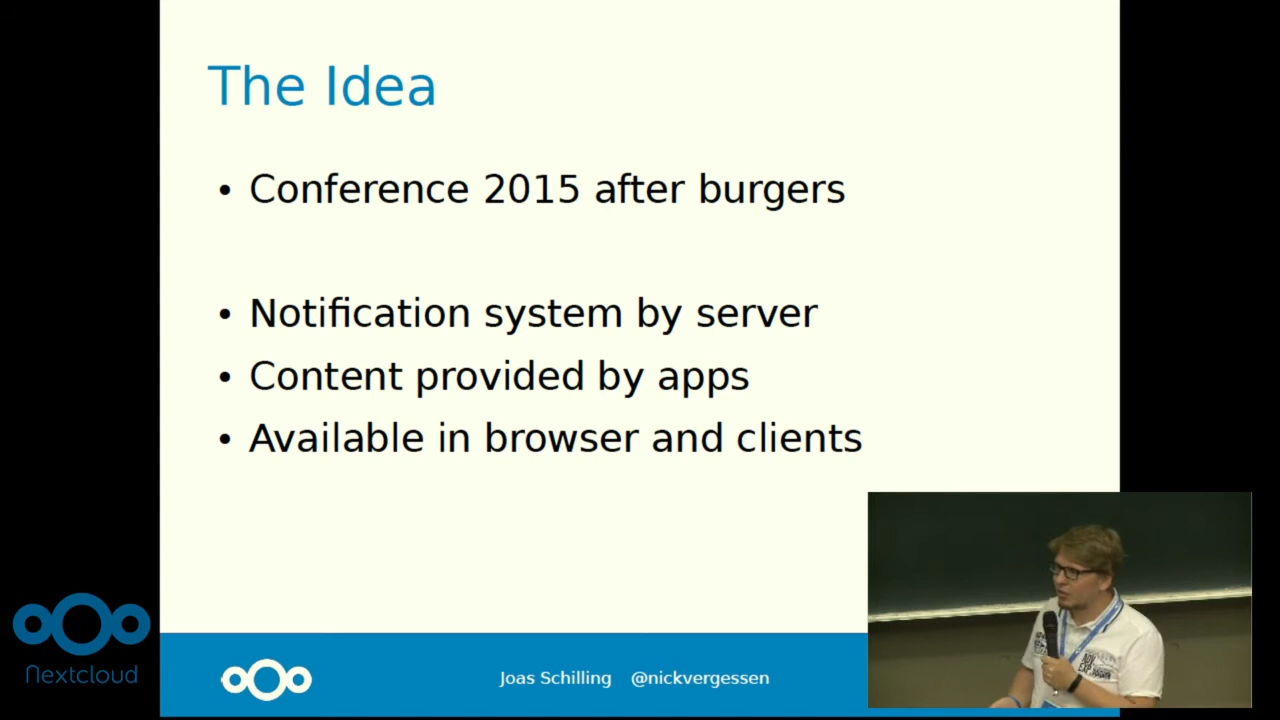 The Idea
• Conference 2015 after burgers
• Notification system by server
• Content provided by apps
• Available in browser and clients
Nextcloud
Joas Schilling @nickvergessen